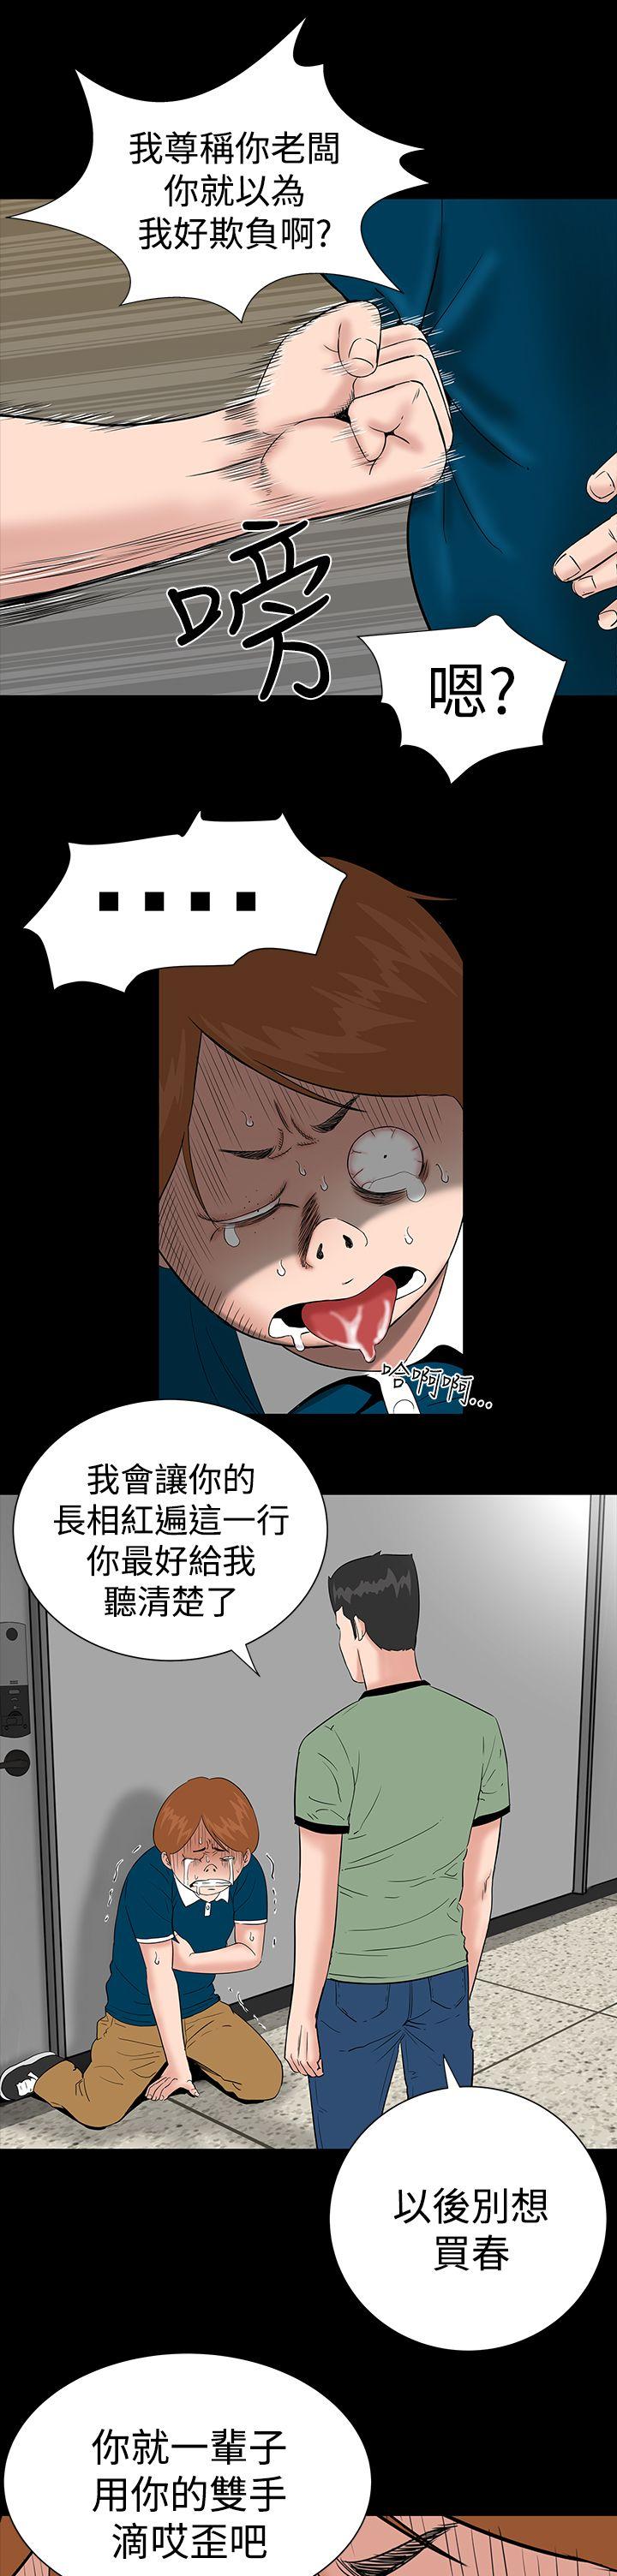 我尊稱你老闆
你就以為
我好欺負啊?
嗙
嗯?
....
哈啊啊...
我會讓你的
長相紅遍這一行
你最好給我
聽清楚了
以後別想
買春
你就一輩子
用你的雙手
滴哎歪吧